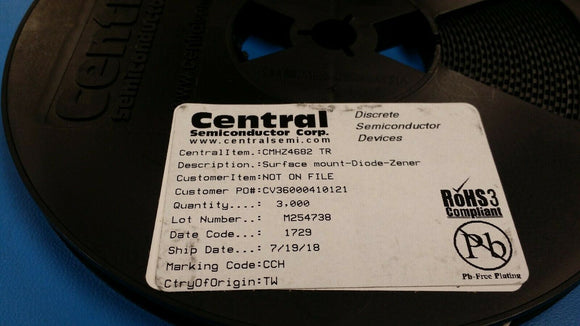 Central
semiconductor
Central
Semiconductor Corp.
www.centralsemi.com
Discrete
Semiconductor
Devices
CentralItem.:CMHZ4682 TR
Description.:Surface mount-Diode-Zener
CustomerItem:NOT ON FILE
Customer PO#:CV36000410121
Quantity....: 3,000
Lot Number..: M254738
Date Code...: 1729
Ship Date...: 7/19/18
Marking Code:CCH
CtryOfOrigin:TW
RoHS3
Compliant
Pb
Pb-Free Plating